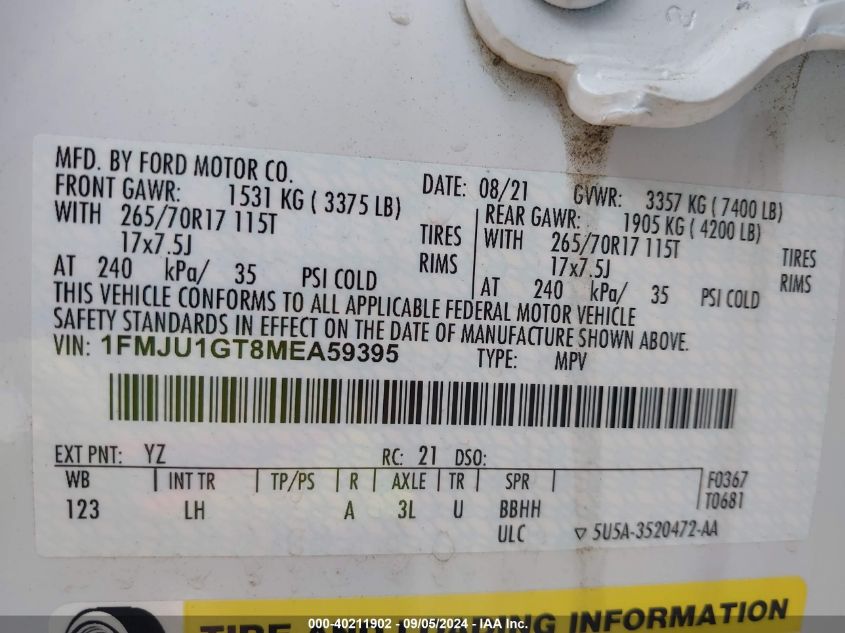 MFD. BY FORD MOTOR CO. DATE: 08/21 GVWR: 3357 KG ( 7400 LB)
FRONT GAWR: 1531 KG ( 3375 LB) REAR GAWR: 1905 KG ( 4200 LB)
WITH 265/70R17 115T TIRES WITH 265/70R17 115T TIRES
17x7.5J RIMS 17x7.5J RIMS
AT 240 kPa/ 35 PSI COLD AT 240 kPa/ 35 PSI COLD
THIS VEHICLE CONFORMS TO ALL APPLICABLE FEDERAL MOTOR VEHICLE
SAFETY STANDARDS IN EFFECT ON THE DATE OF MANUFACTURE SHOWN ABOVE.
VIN: 1FMJU1GT8MEA59395 TYPE: MPV
EXT PNT: YZ RC: 21 DSO:
WB INT TR TP/PS R AXLE TR SPR F0367
123 LH A 3L U BBHH T0681
ULC ▽ 5U5A-3520472-AA
TIRE AND LOADING INFORMATION
000-40211902 - 09/05/2024 - IAA Inc.